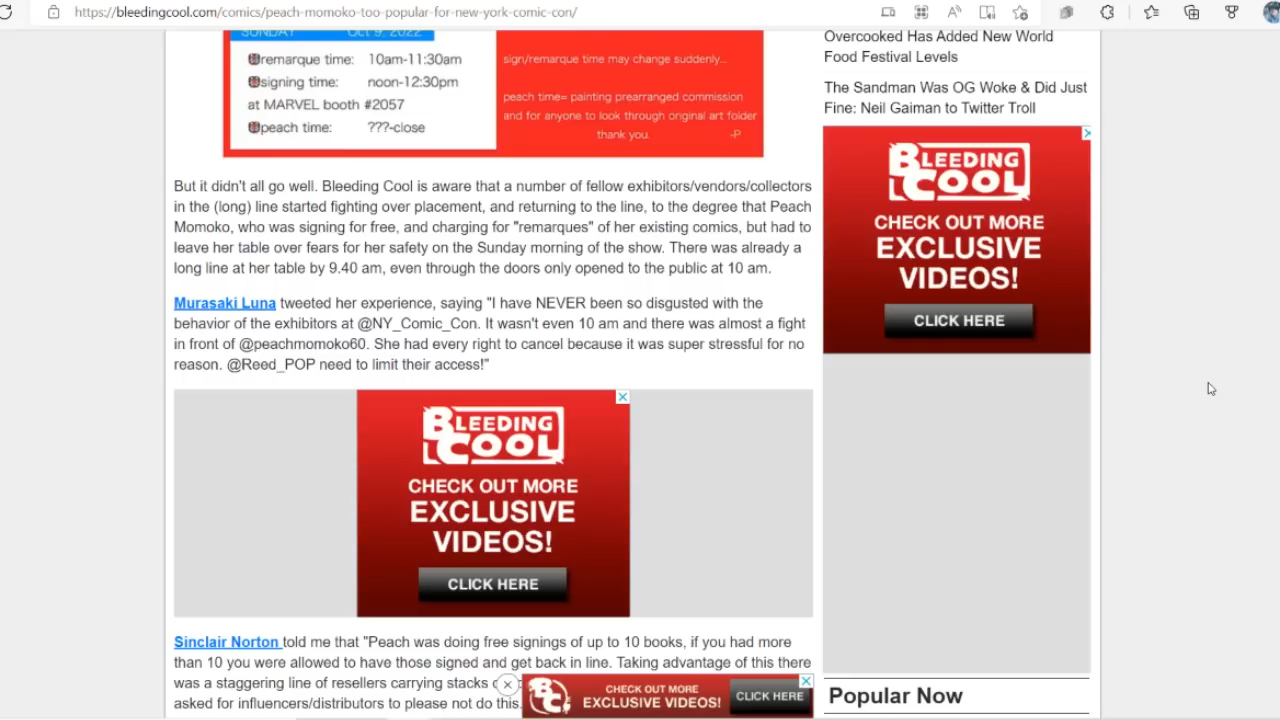 https://bleedingcool.com/comics/peach-momoko-too-popular-for-new-york-comic-con/
SUNDAY Oct 9, 2022
remarque time: 10am-11:30am
signing time: noon-12:30pm
at MARVEL booth #2057
peach time: ???-close
sign/remarque time may change suddenly...
peach time= painting prearranged commission
and for anyone to look through original art folder
thank you. -P
But it didn't all go well. Bleeding Cool is aware that a number of fellow exhibitors/vendors/collectors
in the (long) line started fighting over placement, and returning to the line, to the degree that Peach
Momoko, who was signing for free, and charging for "remarques" of her existing comics, but had to
leave her table over fears for her safety on the Sunday morning of the show. There was already a
long line at her table by 9.40 am, even through the doors only opened to the public at 10 am.
Murasaki Luna tweeted her experience, saying "I have NEVER been so disgusted with the
behavior of the exhibitors at @NY_Comic_Con. It wasn't even 10 am and there was almost a fight
in front of @peachmomoko60. She had every right to cancel because it was super stressful for no
reason. @Reed_POP need to limit their access!"
BLEEDING
COOL
CHECK OUT MORE
EXCLUSIVE
VIDEOS!
CLICK HERE
Sinclair Norton told me that "Peach was doing free signings of up to 10 books, if you had more
than 10 you were allowed to have those signed and get back in line. Taking advantage of this there
was a staggering line of resellers carrying stacks
asked for influencers/distributors to please not do this.
BC
CHECK OUT MORE
EXCLUSIVE VIDEOS!
CLICK HERE
Overcooked Has Added New World
Food Festival Levels
The Sandman Was OG Woke & Did Just
Fine: Neil Gaiman to Twitter Troll
BLEEDING
COOL
CHECK OUT MORE
EXCLUSIVE
VIDEOS!
CLICK HERE
Popular Now